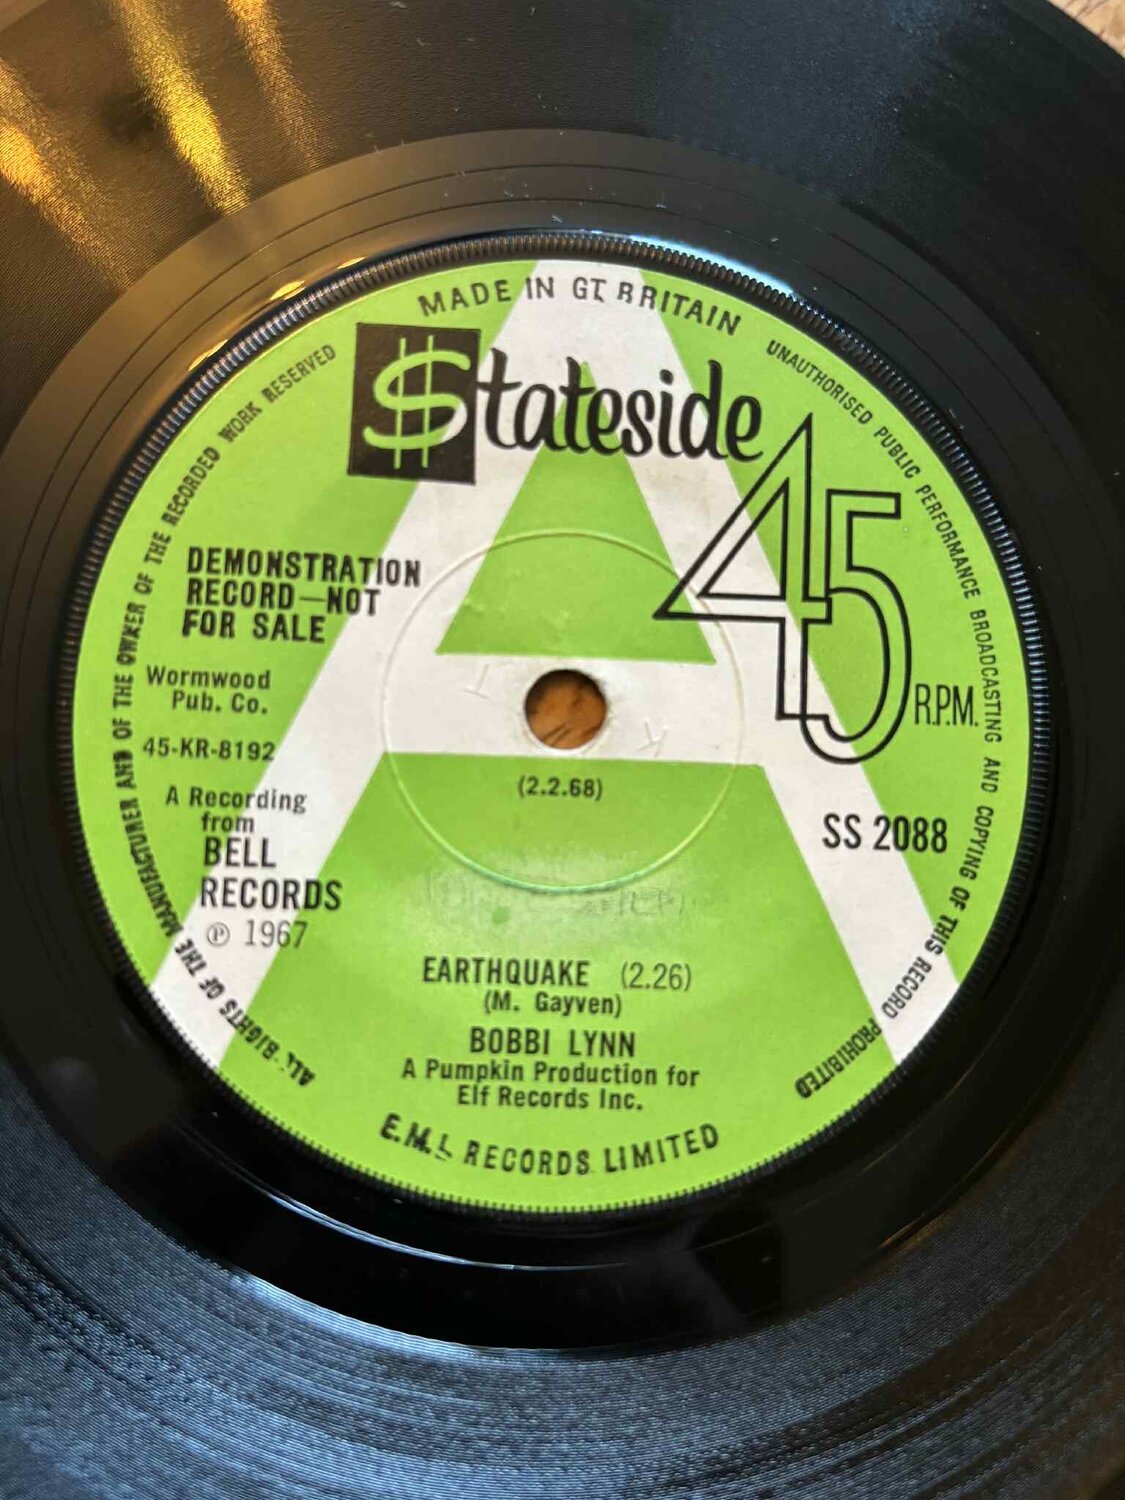 MADE IN GT. BRITAIN
$tateside
45
R.P.M.
UNAUTHORISED PUBLIC PERFORMANCE BROADCASTING AND COPYING OF THIS RECORD PROHIBITED
ALL RIGHTS OF THE MANUFACTURER AND OF THE OWNER OF THE RECORDED WORK RESERVED
DEMONSTRATION
RECORD—NOT
FOR SALE
Wormwood
Pub. Co.
45-KR-8192
A Recording
from
BELL
RECORDS
℗ 1967
A
(2.2.68)
SS 2088
EARTHQUAKE (2.26)
(M. Gayven)
BOBBI LYNN
A Pumpkin Production for
Elf Records Inc.
E.M.I. RECORDS LIMITED